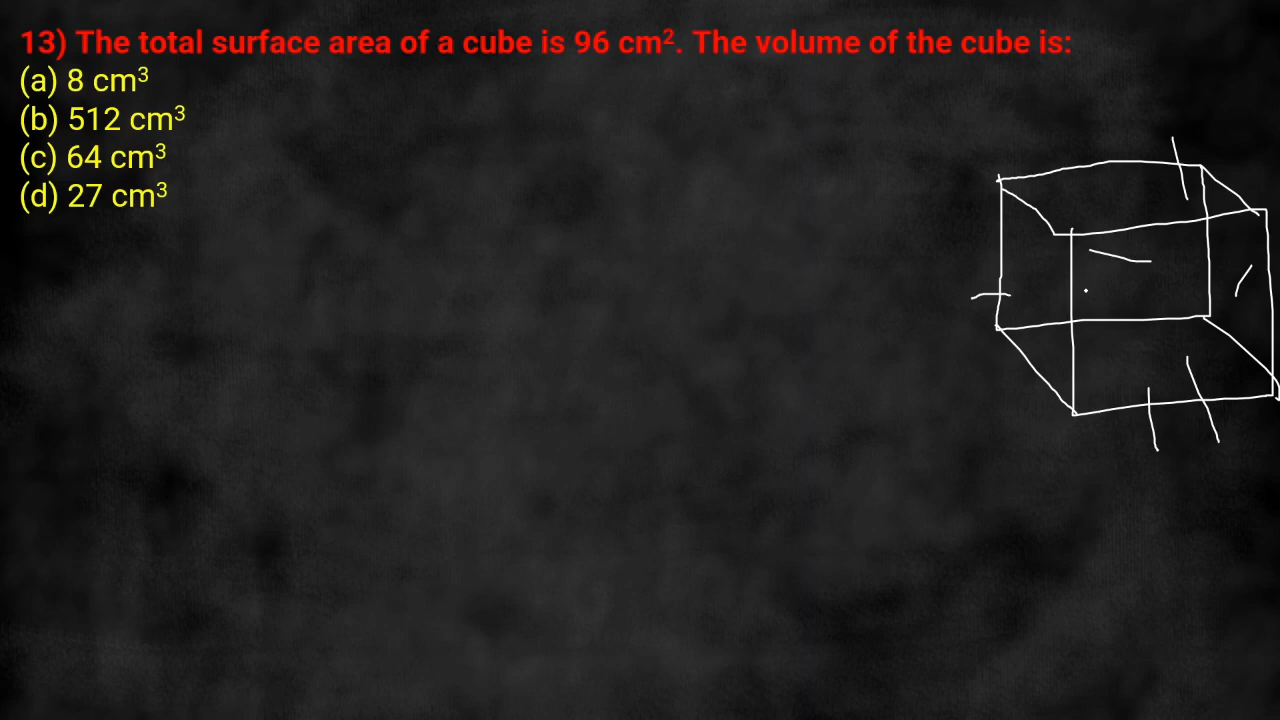 13) The total surface area of a cube is 96 cm². The volume of the cube is:
(a) 8 cm³
(b) 512 cm³
(c) 64 cm³
(d) 27 cm³